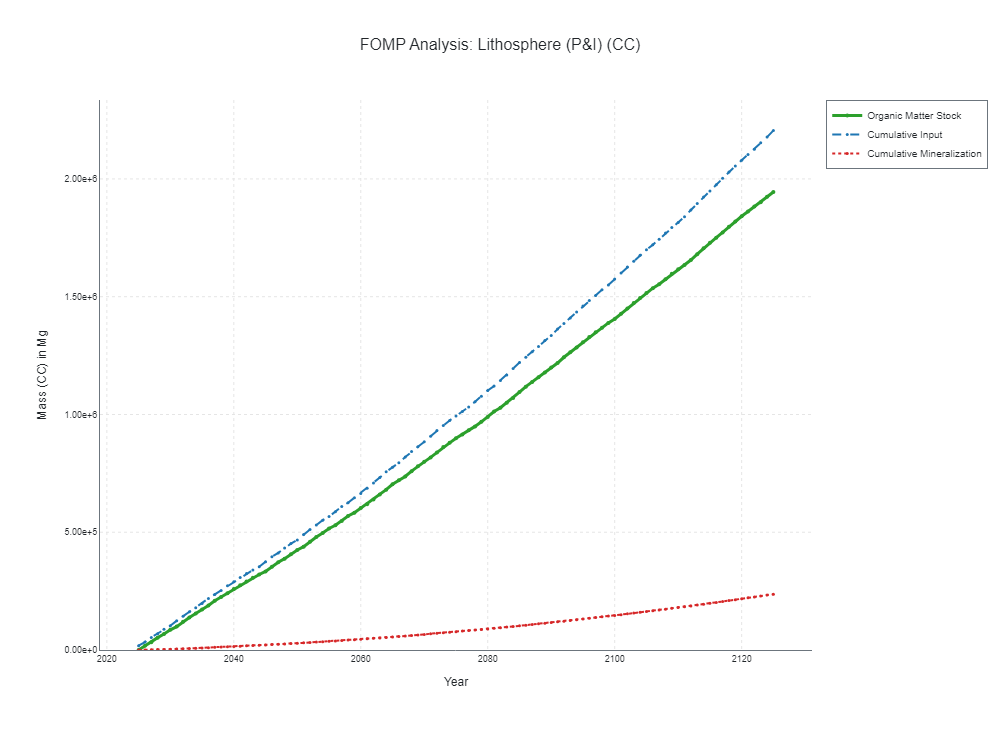 FOMP Analysis: Lithosphere (P&I) (CC)
Organic Matter Stock
Cumulative Input
Cumulative Mineralization
2.00e+6
1.50e+6
1.00e+6
5.00e+5
0.00e+0
Mass (CC) in Mg
2020 2040 2060 2080 2100 2120
Year